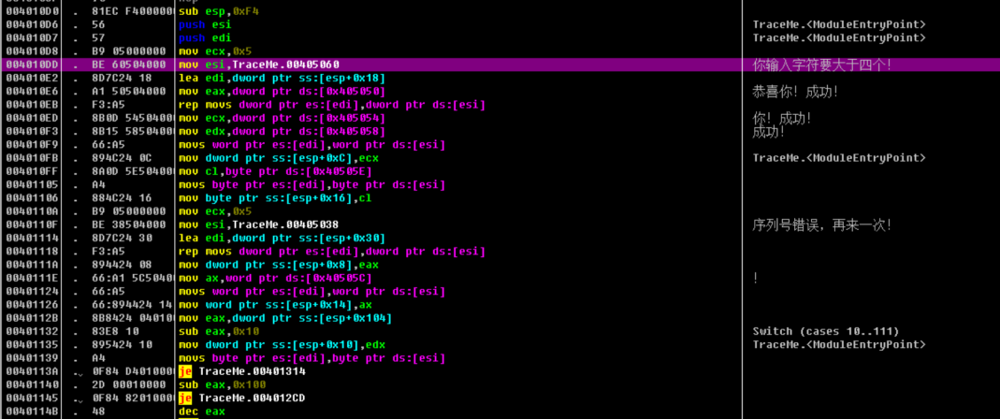 004010D0 . 81EC F4000000 sub esp,0xF4
004010D6 . 56 push esi TraceMe.<ModuleEntryPoint>
004010D7 . 57 push edi TraceMe.<ModuleEntryPoint>
004010D8 . B9 05000000 mov ecx,0x5
004010DD . BE 60504000 mov esi,TraceMe.00405060 你输入字符要大于四个!
004010E2 . 8D7C24 18 lea edi,dword ptr ss:[esp+0x18]
004010E6 . A1 50504000 mov eax,dword ptr ds:[0x405050] 恭喜你! 成功!
004010EB . F3:A5 rep movs dword ptr es:[edi],dword ptr ds:[esi]
004010ED . 8B0D 54504000 mov ecx,dword ptr ds:[0x405054] 你! 成功!
004010F3 . 8B15 58504000 mov edx,dword ptr ds:[0x405058] 成功!
004010F9 . 66:A5 movs word ptr es:[edi],word ptr ds:[esi]
004010FB . 894C24 0C mov dword ptr ss:[esp+0xC],ecx TraceMe.<ModuleEntryPoint>
004010FF . 8A0D 5E504000 mov cl,byte ptr ds:[0x40505E]
00401105 . A4 movs byte ptr es:[edi],byte ptr ds:[esi]
00401106 . 884C24 16 mov byte ptr ss:[esp+0x16],cl
0040110A . B9 05000000 mov ecx,0x5
0040110F . BE 38504000 mov esi,TraceMe.00405038 序列号错误，再来一次!
00401114 . 8D7C24 30 lea edi,dword ptr ss:[esp+0x30]
00401118 . F3:A5 rep movs dword ptr es:[edi],dword ptr ds:[esi]
0040111A . 894424 08 mov dword ptr ss:[esp+0x8],eax
0040111E . 66:A1 5C5040 mov ax,word ptr ds:[0x40505C] !
00401124 . 66:A5 movs word ptr es:[edi],word ptr ds:[esi]
00401126 . 66:894424 14 mov word ptr ss:[esp+0x14],ax
0040112B . 8B8424 04010 mov eax,dword ptr ss:[esp+0x104]
00401132 . 83E8 10 sub eax,0x10 Switch (cases 10..111)
00401135 . 895424 10 mov dword ptr ss:[esp+0x10],edx TraceMe.<ModuleEntryPoint>
00401139 . A4 movs byte ptr es:[edi],byte ptr ds:[esi]
0040113A . 0F84 D4010000 je TraceMe.00401314
00401140 . 2D 00010000 sub eax,0x100
00401145 . 0F84 82010000 je TraceMe.004012CD
0040114B . 48 dec eax